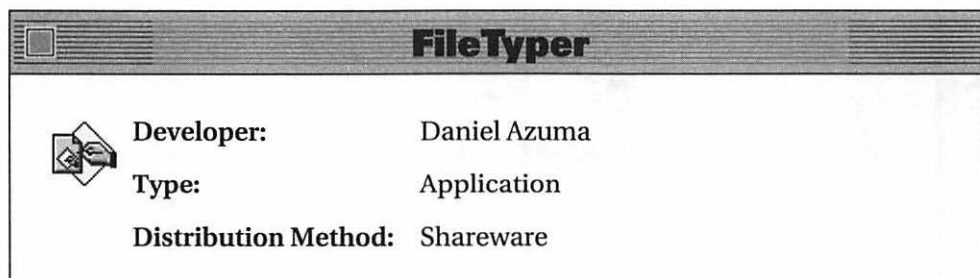 FileTyper
Developer: Daniel Azuma
Type: Application
Distribution Method: Shareware